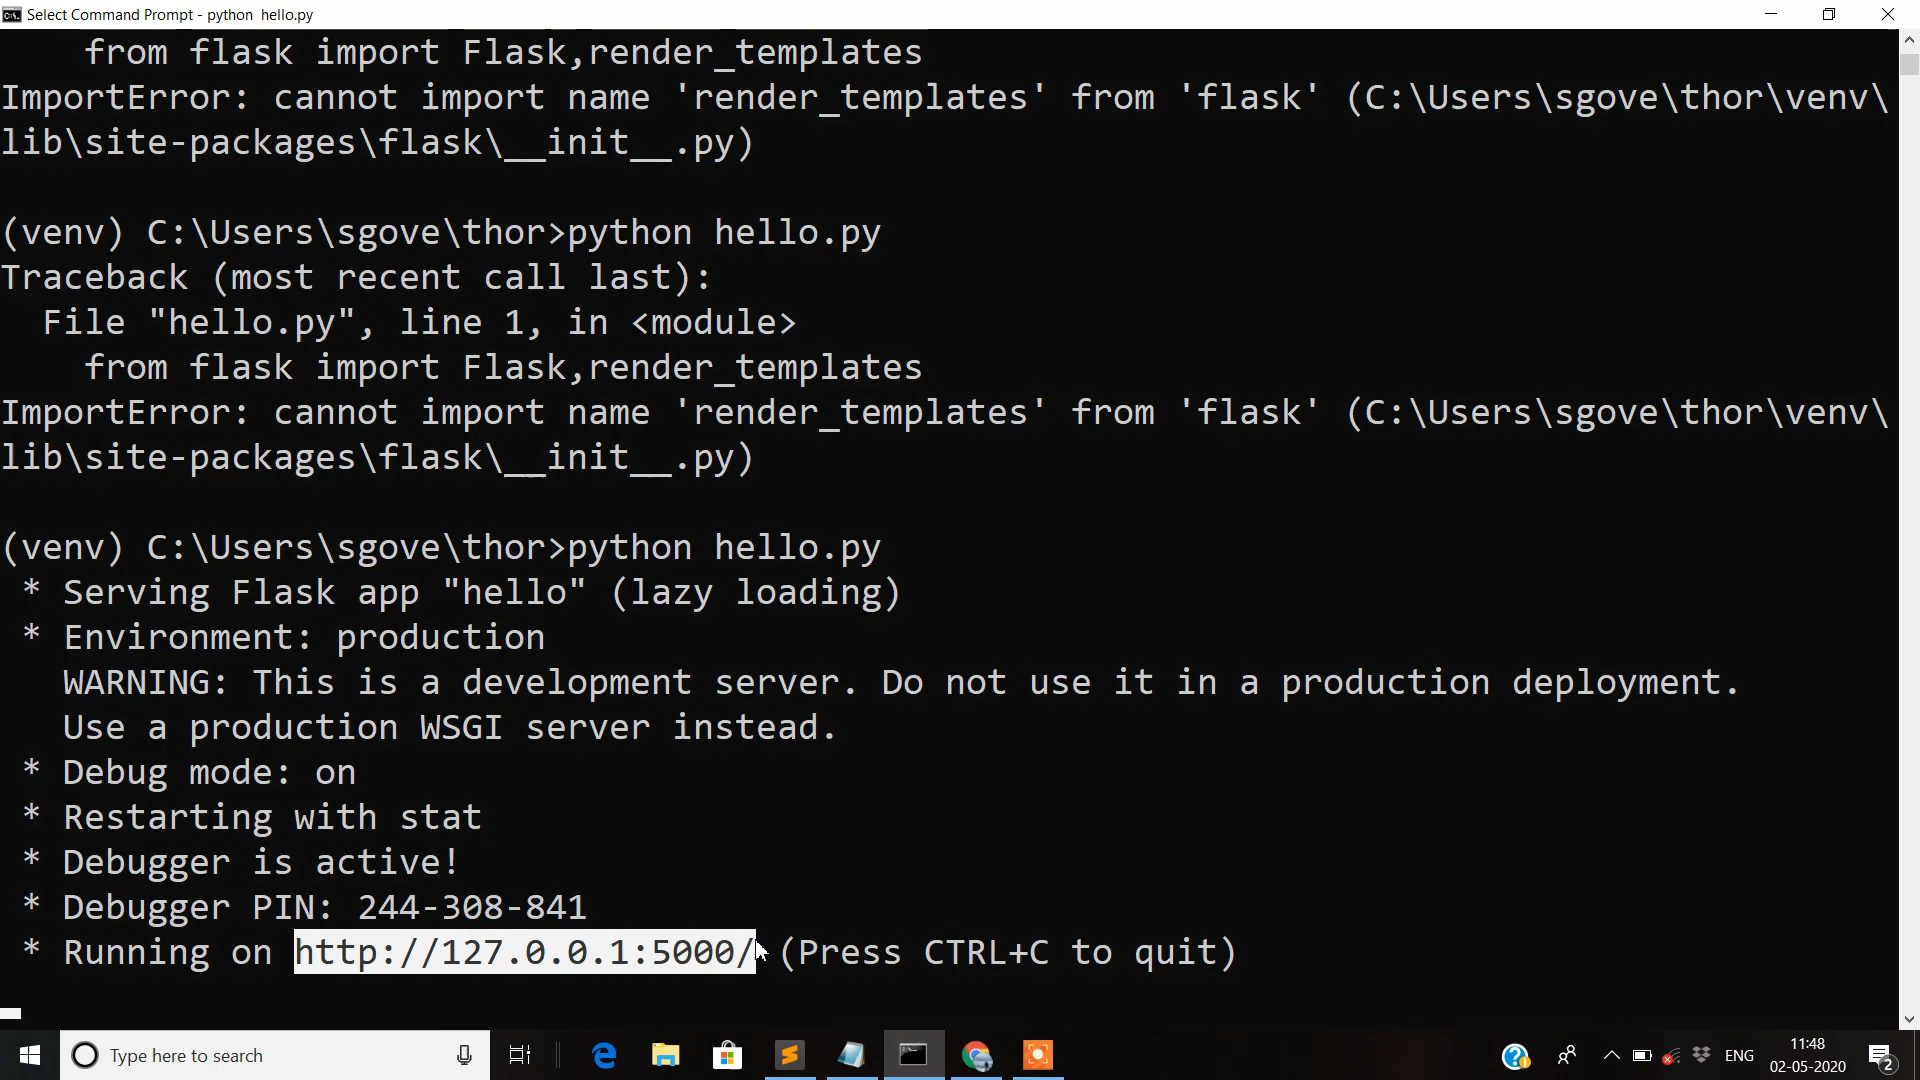 Select Command Prompt - python  hello.py
    from flask import Flask,render_templates
ImportError: cannot import name 'render_templates' from 'flask' (C:\Users\sgove\thor\venv\
lib\site-packages\flask\__init__.py)
(venv) C:\Users\sgove\thor>python hello.py
Traceback (most recent call last):
  File "hello.py", line 1, in <module>
    from flask import Flask,render_templates
ImportError: cannot import name 'render_templates' from 'flask' (C:\Users\sgove\thor\venv\
lib\site-packages\flask\__init__.py)
(venv) C:\Users\sgove\thor>python hello.py
 * Serving Flask app "hello" (lazy loading)
 * Environment: production
   WARNING: This is a development server. Do not use it in a production deployment.
   Use a production WSGI server instead.
 * Debug mode: on
 * Restarting with stat
 * Debugger is active!
 * Debugger PIN: 244-308-841
 * Running on http://127.0.0.1:5000/ (Press CTRL+C to quit)
Type here to search
ENG
11:48
02-05-2020
2